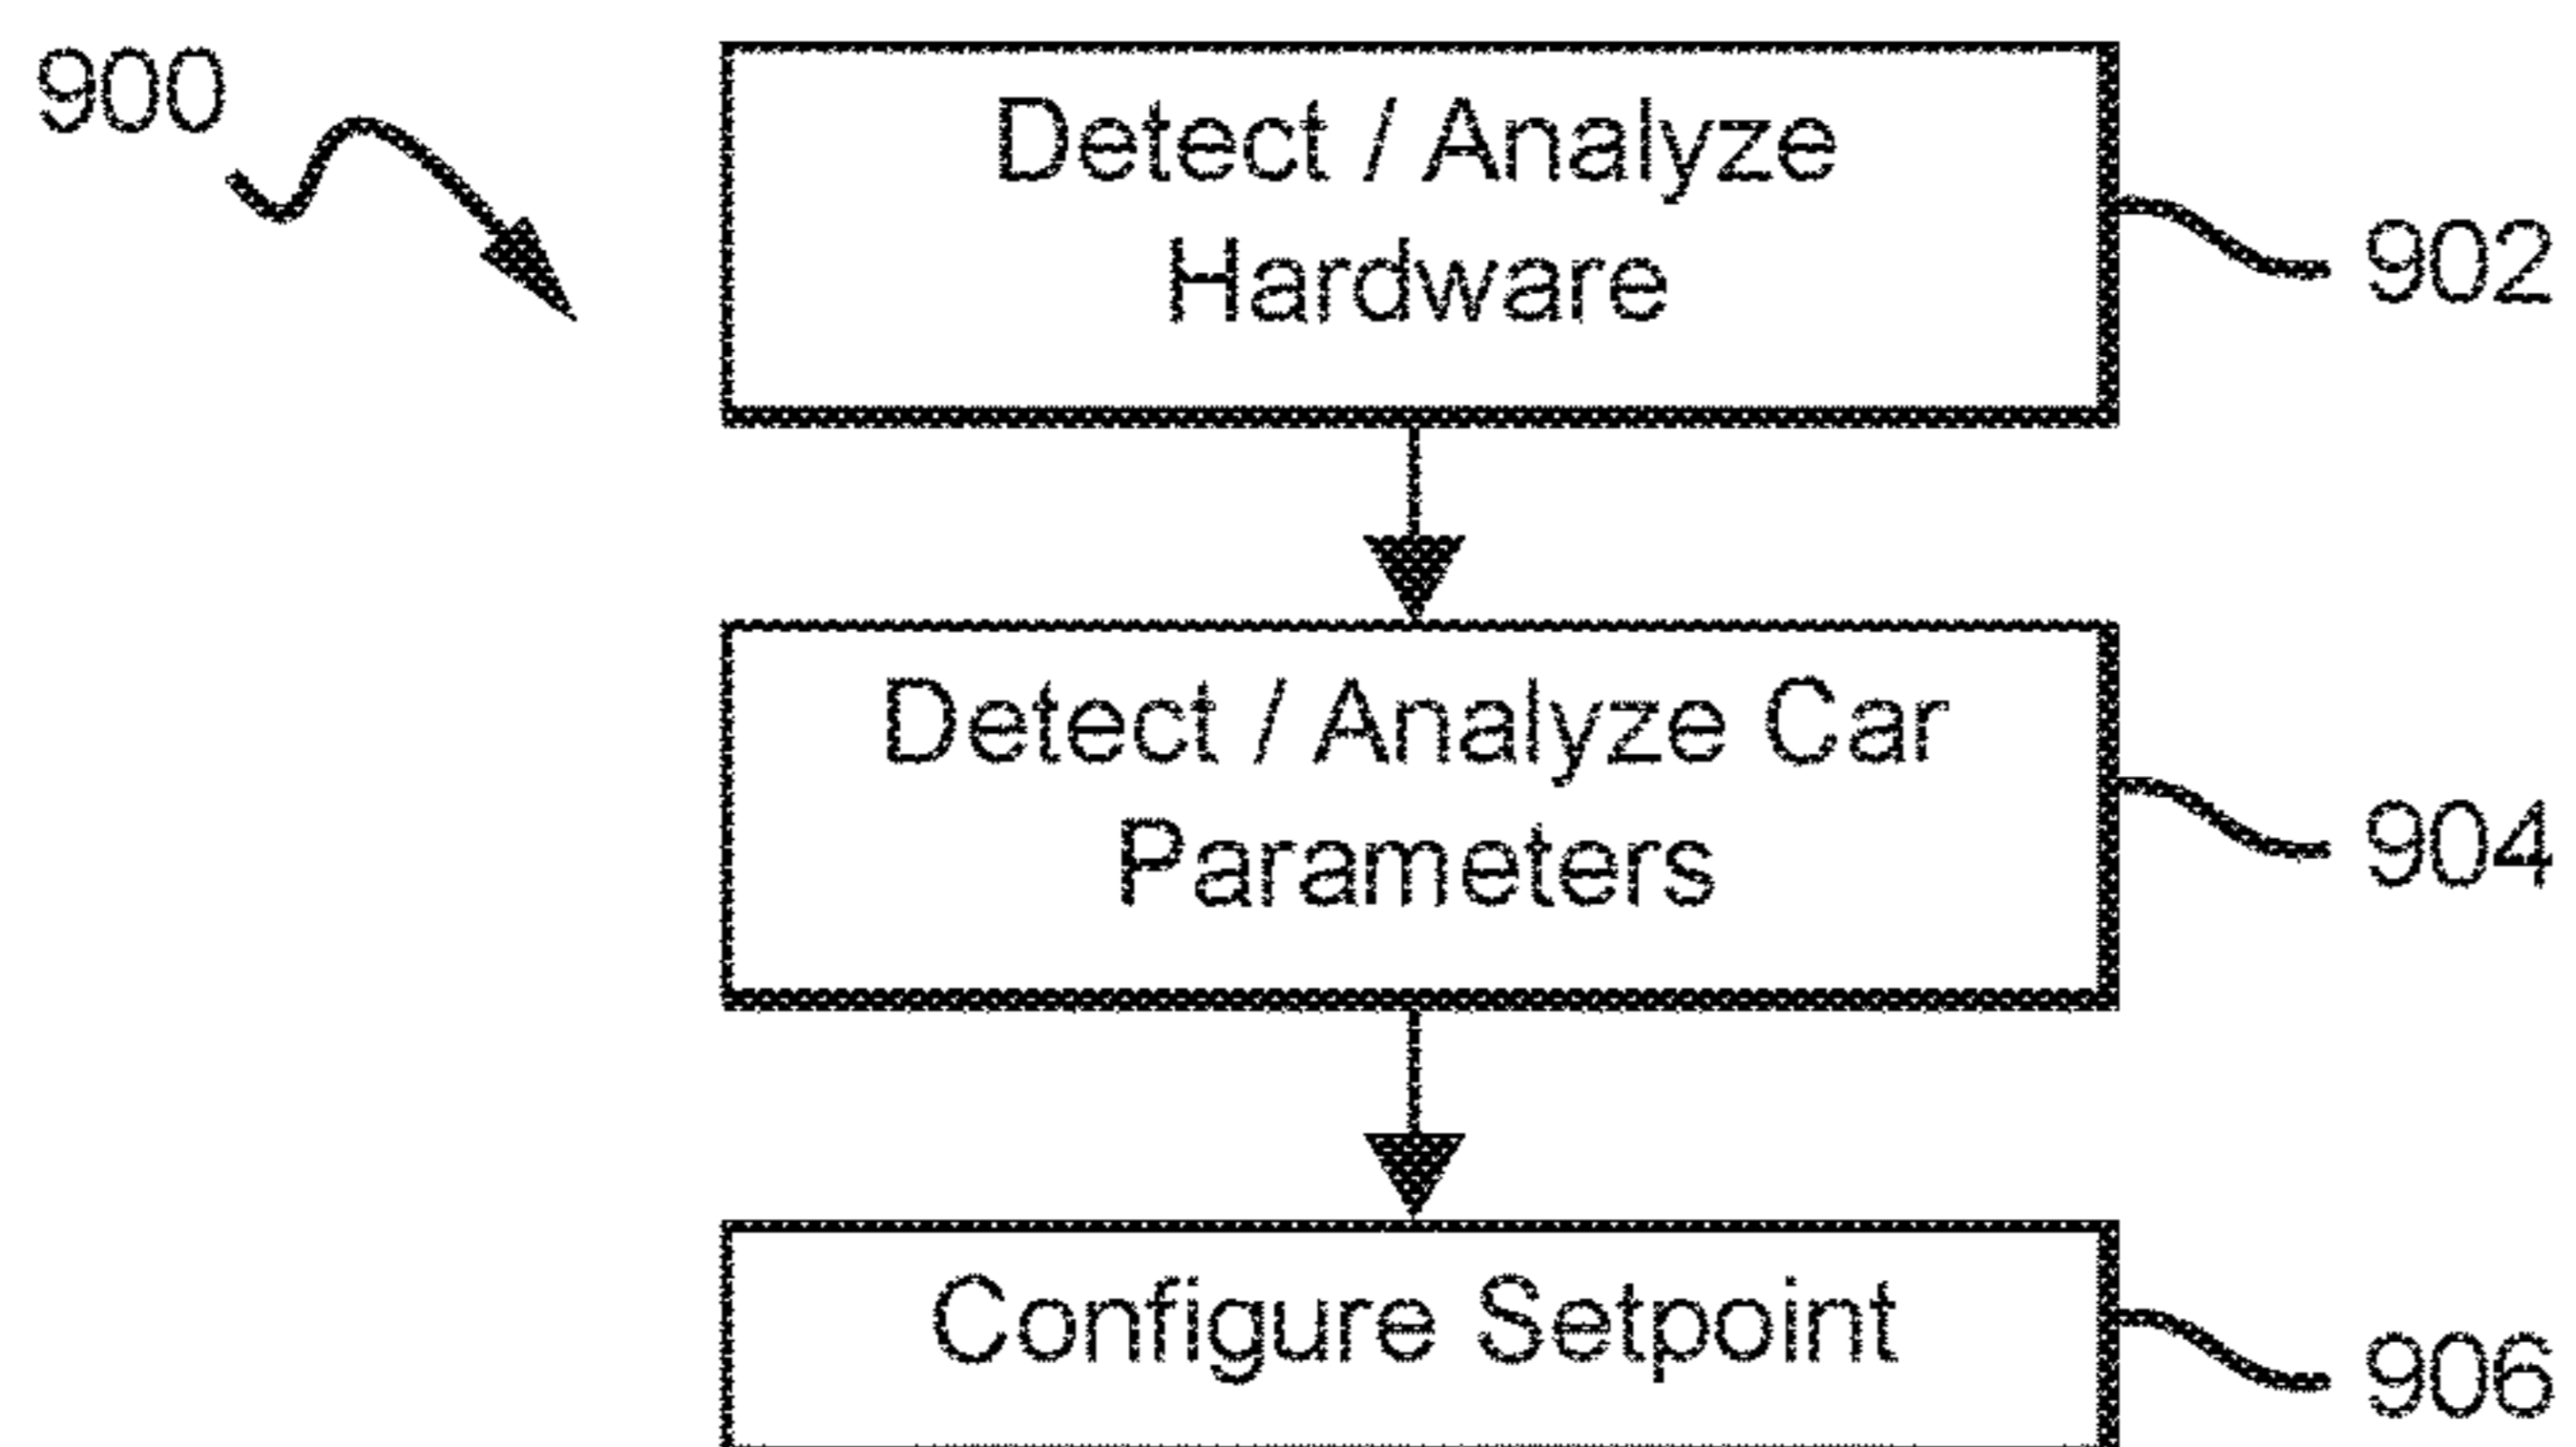 900
Detect / Analyze
Hardware
902
Detect / Analyze Car
Parameters
904
Configure Setpoint
906